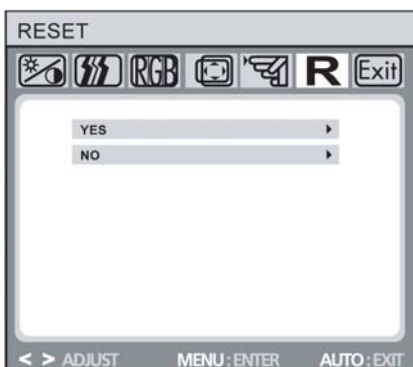 RESET
RGB R Exit
YES
NO
< > ADJUST MENU : ENTER AUTO : EXIT